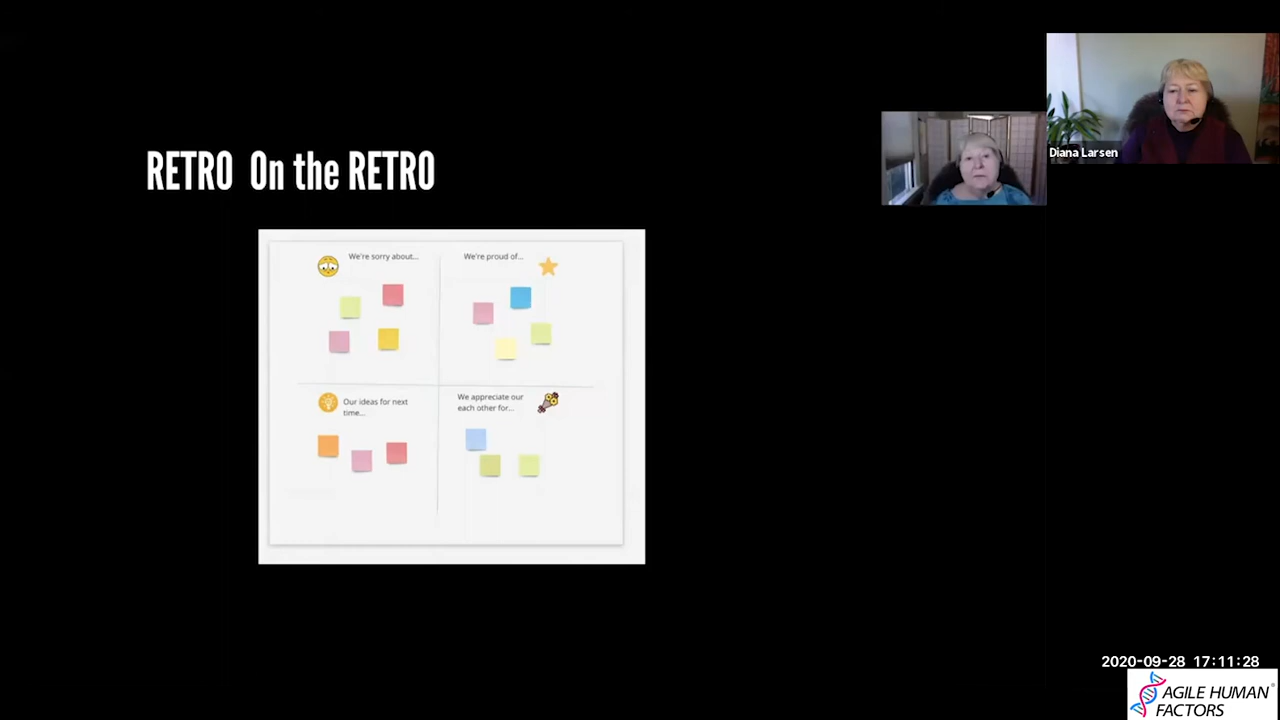 RETRO On the RETRO
Diana Larsen
We're sorry about...
We're proud of...
Our ideas for next
time...
We appreciate our
each other for...
2020-09-28 17:11:28
AGILE HUMAN
FACTORS